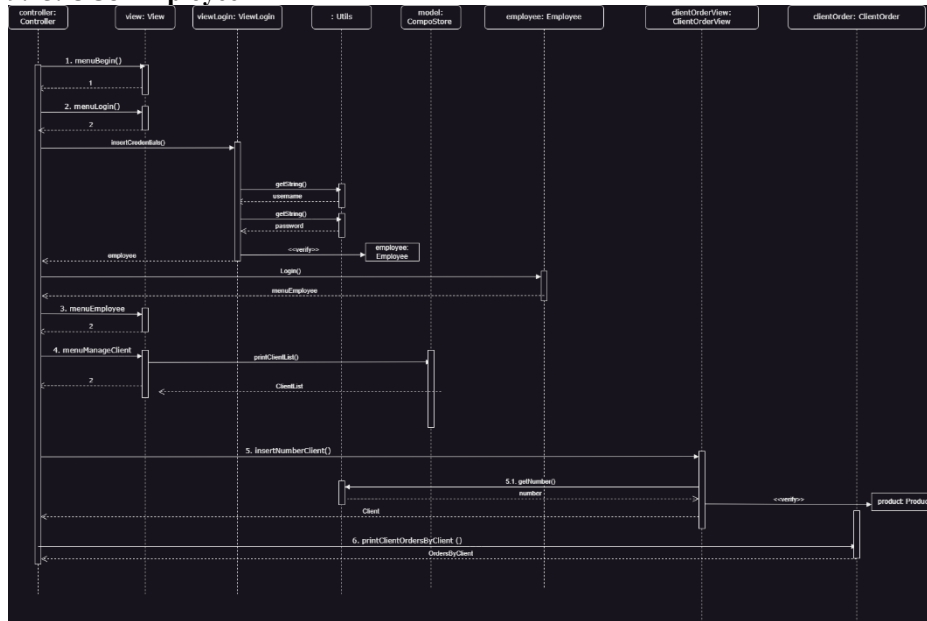 controller:
Controller
view: View
viewLogin: ViewLogin
: Utils
model:
CompoStore
employee: Employee
clientOrderView:
ClientOrderView
clientOrder: ClientOrder
1. menuBegin()
1
2. menuLogin()
2
insertCredentials()
getString()
username
getString()
password
<<verify>>
employee:
Employee
employee
Login()
menuEmployee
3. menuEmployee
2
4. menuManageClient
printClientList()
2
ClientList
5. insertNumberClient()
5.1. getNumber()
number
<<verify>>
product: Produc
Client
6. printClientOrdersByClient ()
OrdersByClient